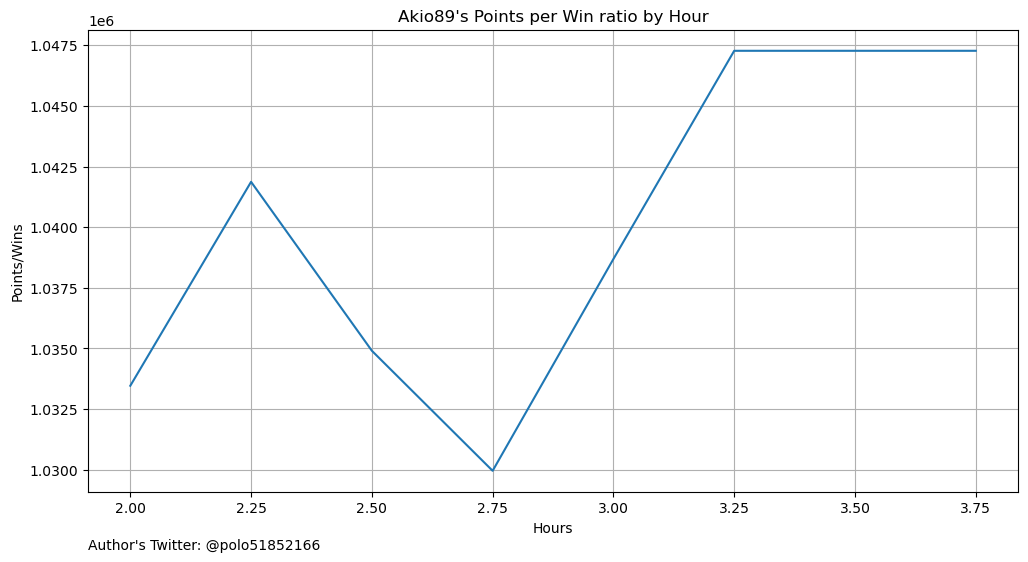 Akio89's Points per Win ratio by Hour
1e6
1.0475
1.0450
1.0425
1.0400
1.0375
1.0350
1.0325
1.0300
Points/Wins
2.00 2.25 2.50 2.75 3.00 3.25 3.50 3.75
Hours
Author's Twitter: @polo51852166